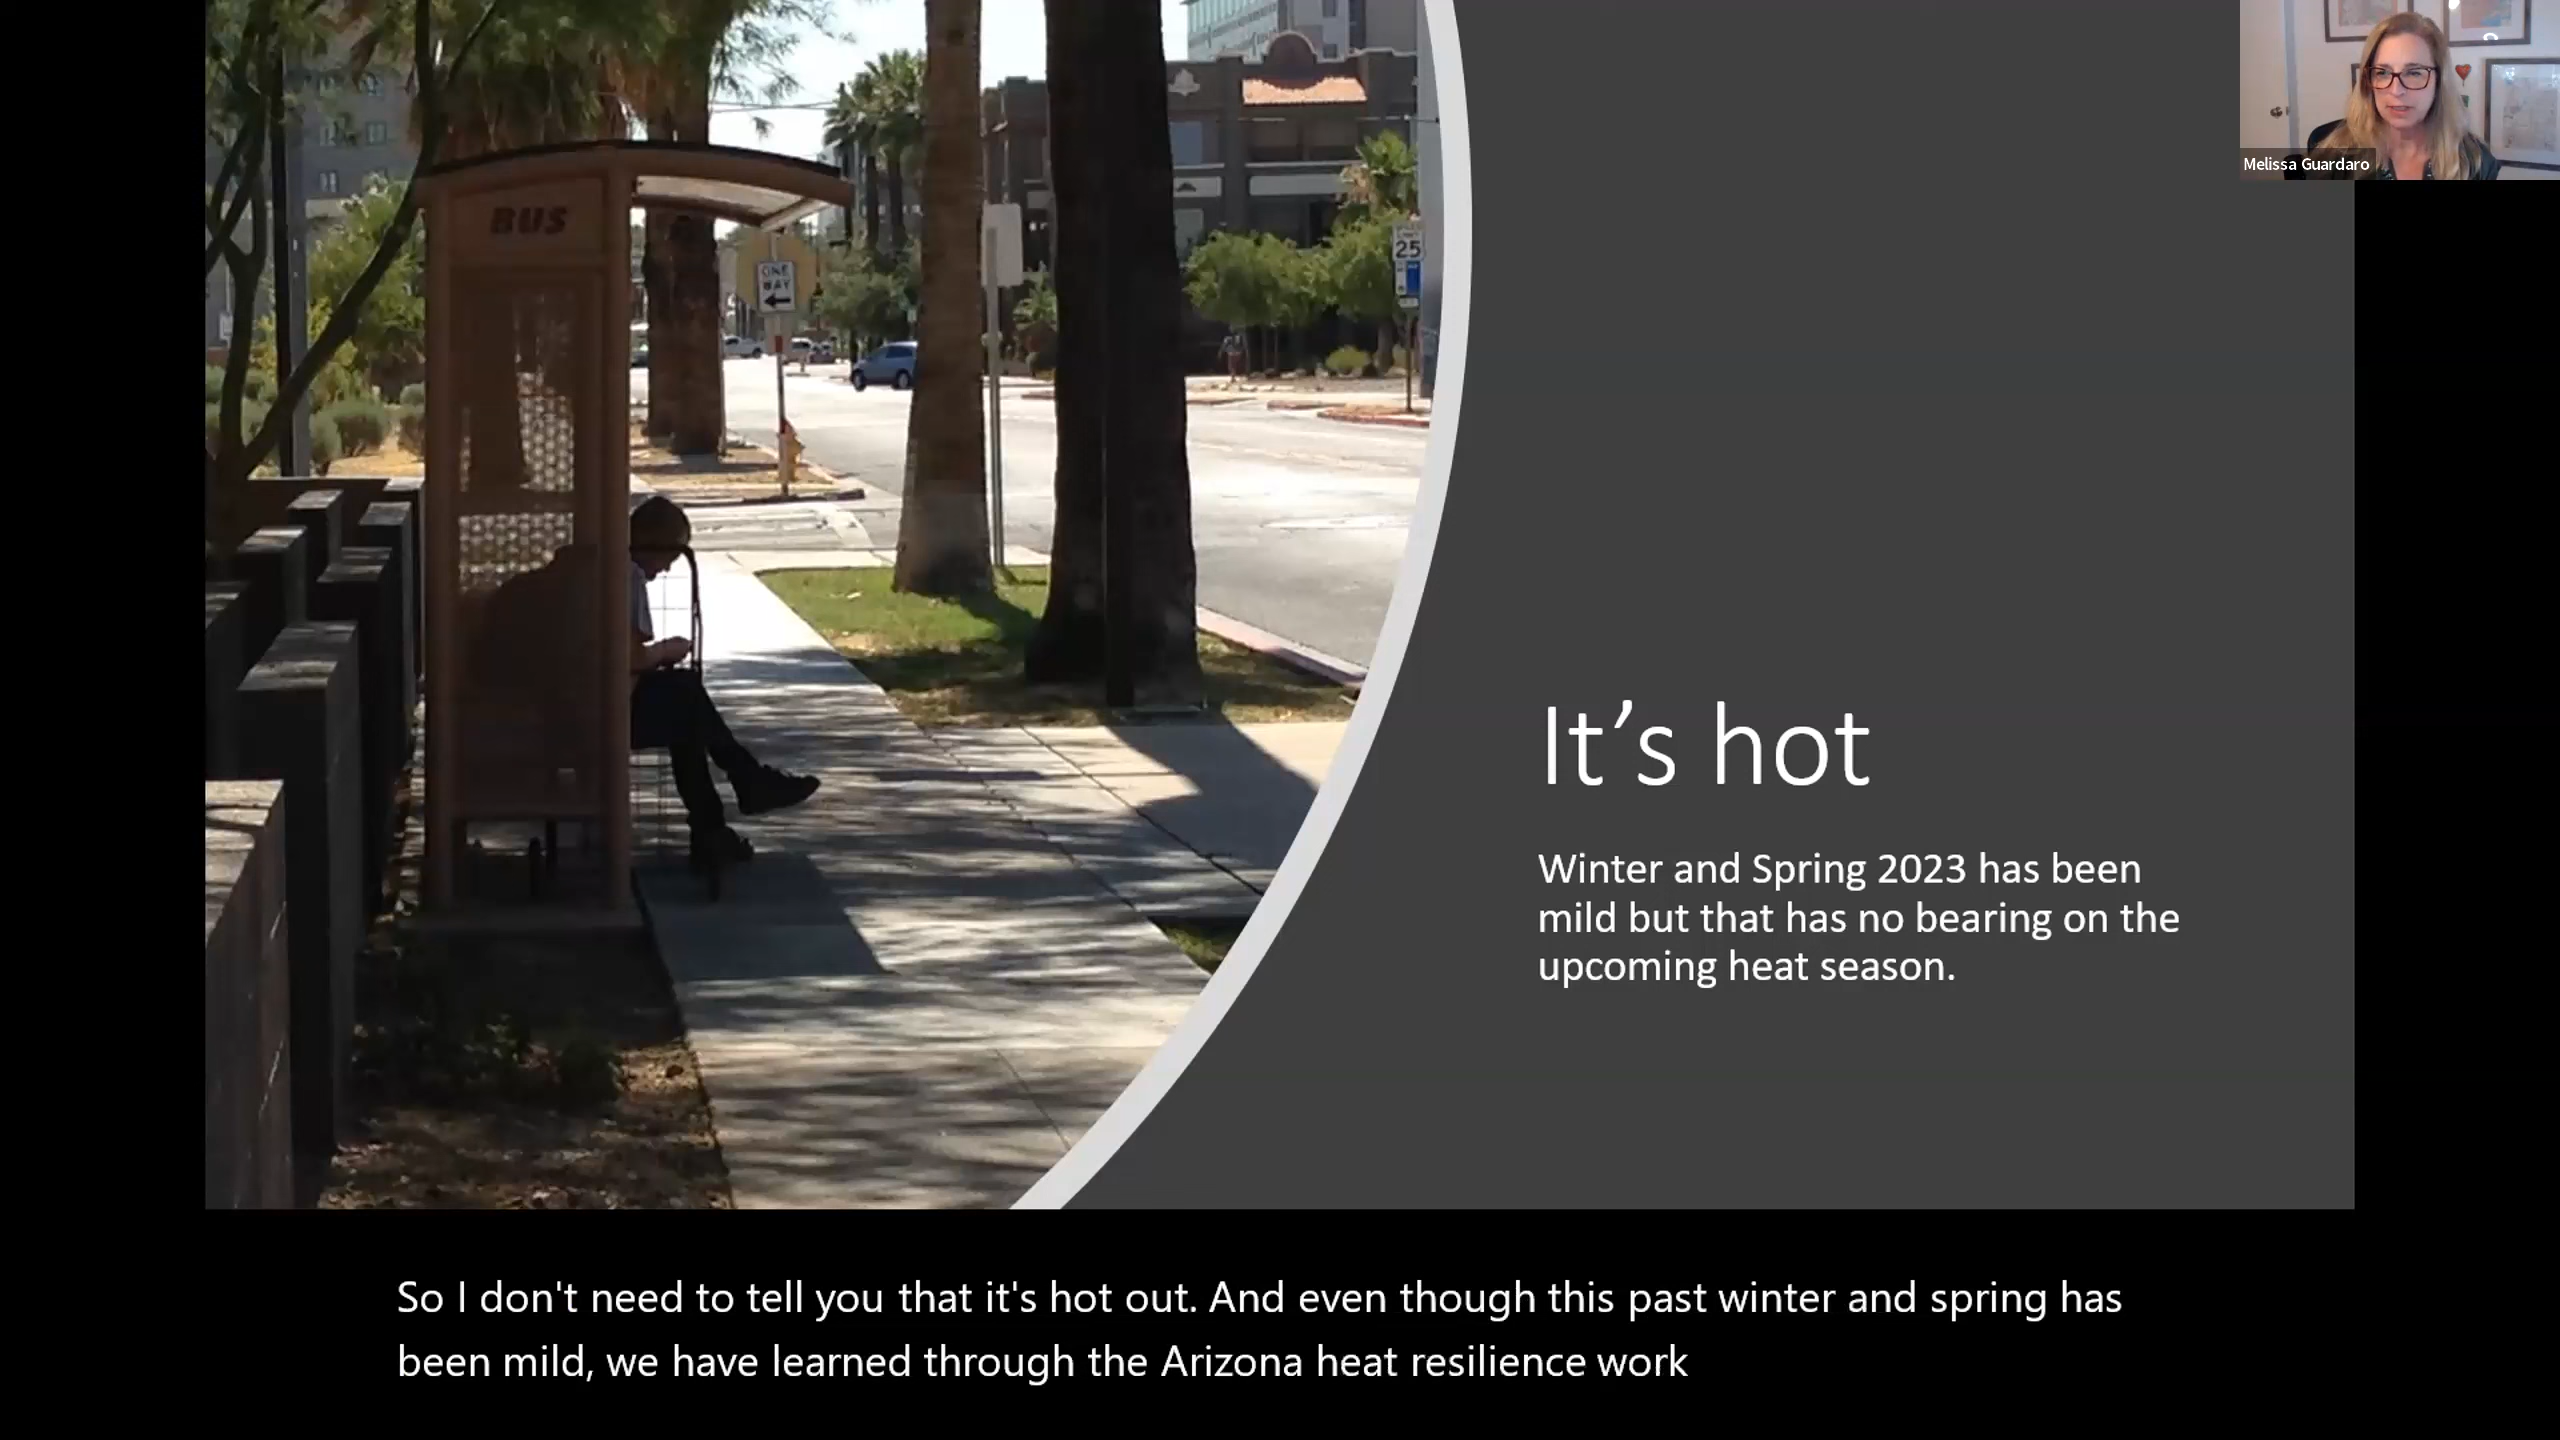 BUS
ONE
WAY
25
Melissa Guardaro
It’s hot
Winter and Spring 2023 has been
mild but that has no bearing on the
upcoming heat season.
So I don't need to tell you that it's hot out. And even though this past winter and spring has
been mild, we have learned through the Arizona heat resilience work